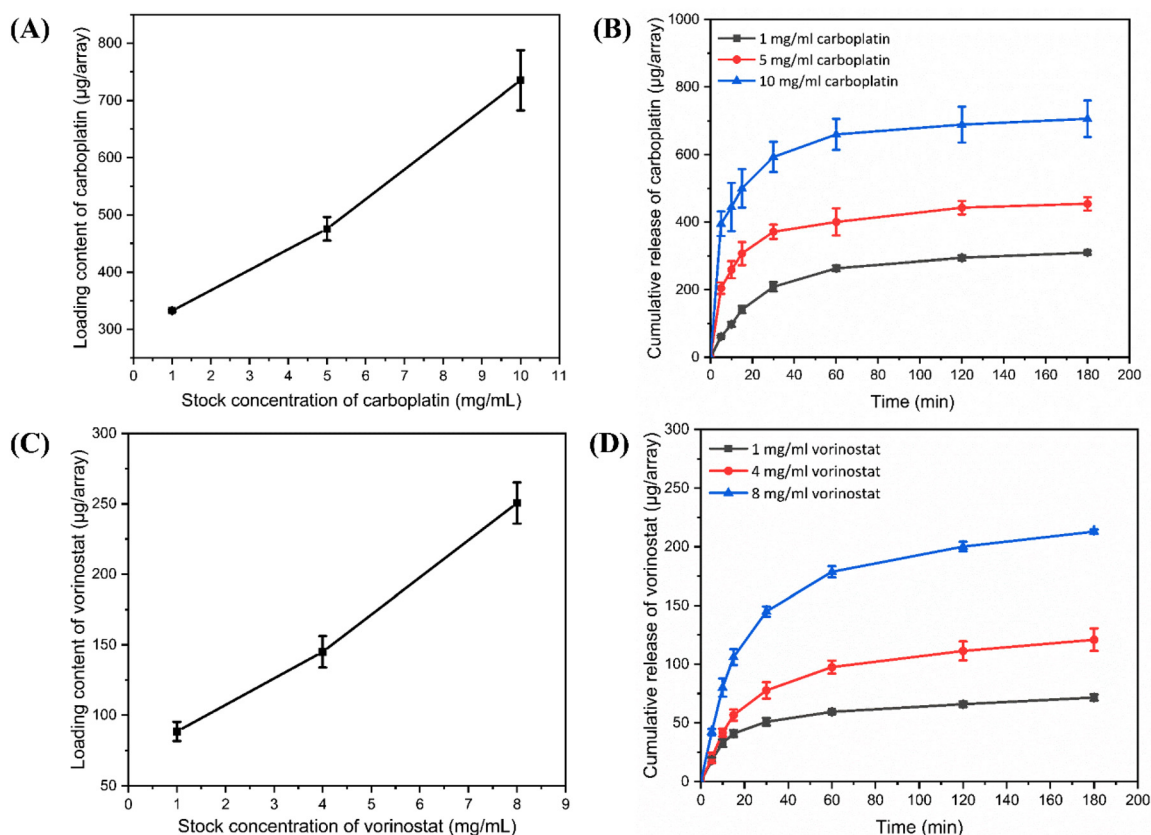 (A)
Loading content of carboplatin (µg/array)
800
700
600
500
400
300
0 1 2 3 4 5 6 7 8 9 10 11
Stock concentration of carboplatin (mg/mL)
(B)
Cumulative release of carboplatin (µg/array)
1000
800
600
400
200
0
1 mg/ml carboplatin
5 mg/ml carboplatin
10 mg/ml carboplatin
0 20 40 60 80 100 120 140 160 180 200
Time (min)
(C)
Loading content of vorinostat (µg/array)
300
250
200
150
100
50
0 1 2 3 4 5 6 7 8 9
Stock concentration of vorinostat (mg/mL)
(D)
Cumulative release of vorinostat (µg/array)
300
250
200
150
100
50
0
1 mg/ml vorinostat
4 mg/ml vorinostat
8 mg/ml vorinostat
0 20 40 60 80 100 120 140 160 180 200
Time (min)